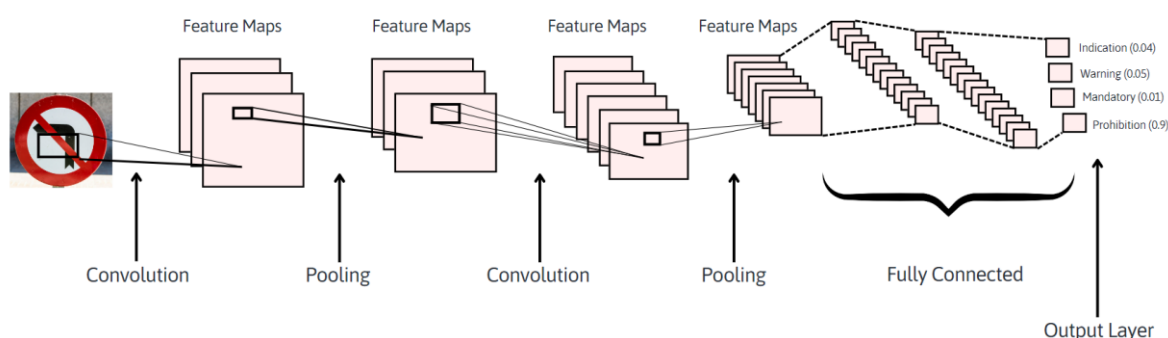 Feature Maps
Feature Maps
Feature Maps
Feature Maps
Indication (0.04)
Warning (0.05)
Mandatory (0.01)
Prohibition (0.9)
Convolution
Pooling
Convolution
Pooling
Fully Connected
Output Layer